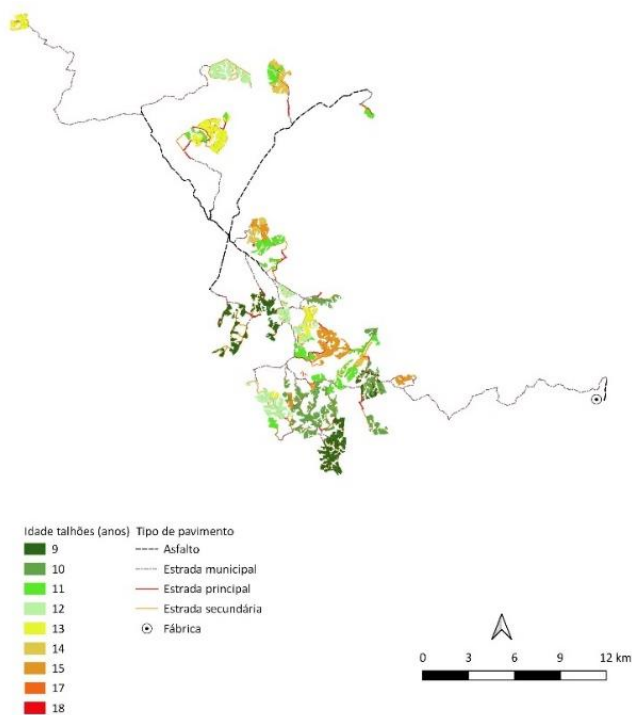 Idade talhões (anos) Tipo de pavimento
9 Asfalto
10 Estrada municipal
11 Estrada principal
12 Estrada secundária
13 Fábrica
14
15
17
18
0 3 6 9 12 km